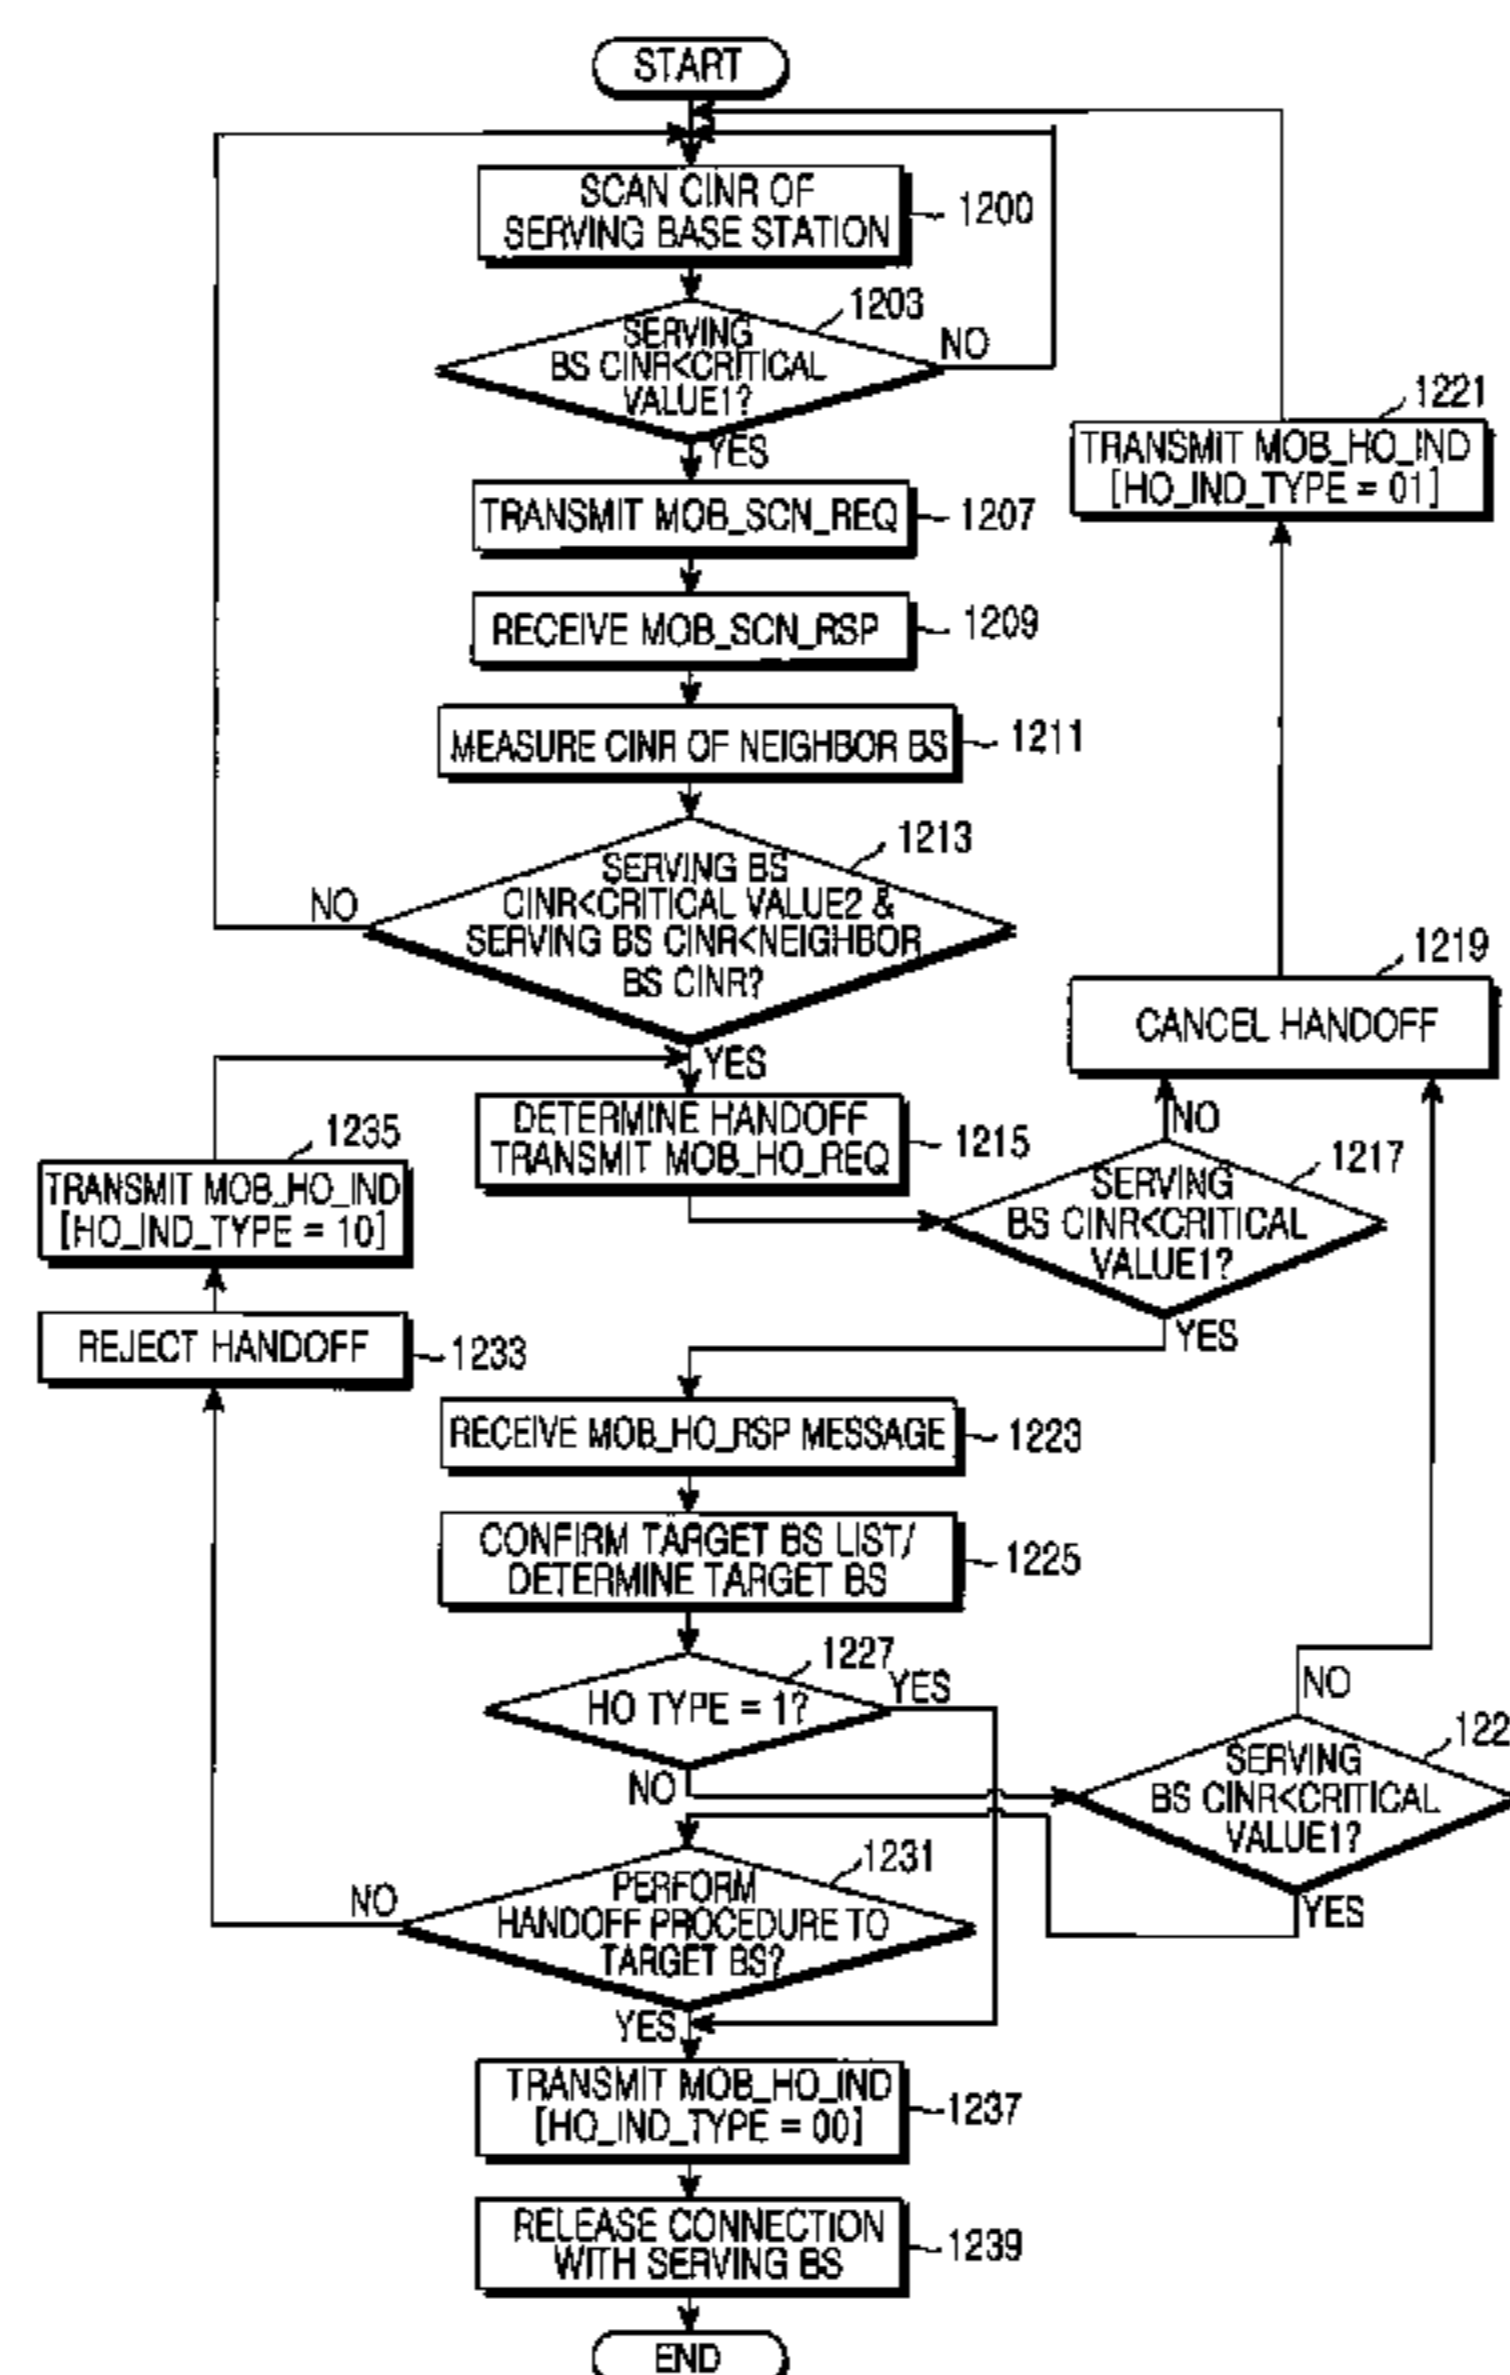 START
SCAN CINR OF
SERVING BASE STATION
1200
1203
SERVING
BS CINR<CRITICAL
VALUE1?
NO
YES
1221
TRANSMIT MOB_HO_IND
[HO_IND_TYPE = 01]
TRANSMIT MOB_SCN_REQ
1207
RECEIVE MOB_SCN_RSP
1209
MEASURE CINR OF NEIGHBOR BS
1211
1213
SERVING BS
CINR<CRITICAL VALUE2 &
SERVING BS CINR<NEIGHBOR
BS CINR?
NO
YES
1219
CANCEL HANDOFF
DETERMINE HANDOFF
TRANSMIT MOB_HO_REQ
1215
NO
1217
SERVING
BS CINR<CRITICAL
VALUE1?
YES
1235
TRANSMIT MOB_HO_IND
[HO_IND_TYPE = 10]
REJECT HANDOFF
1233
RECEIVE MOB_HO_RSP MESSAGE
1223
CONFIRM TARGET BS LIST/
DETERMINE TARGET BS
1225
1227
HO TYPE = 1?
YES
NO
NO
122
SERVING
BS CINR<CRITICAL
VALUE1?
YES
1231
PERFORM
HANDOFF PROCEDURE TO
TARGET BS?
NO
YES
TRANSMIT MOB_HO_IND
[HO_IND_TYPE = 00]
1237
RELEASE CONNECTION
WITH SERVING BS
1239
END